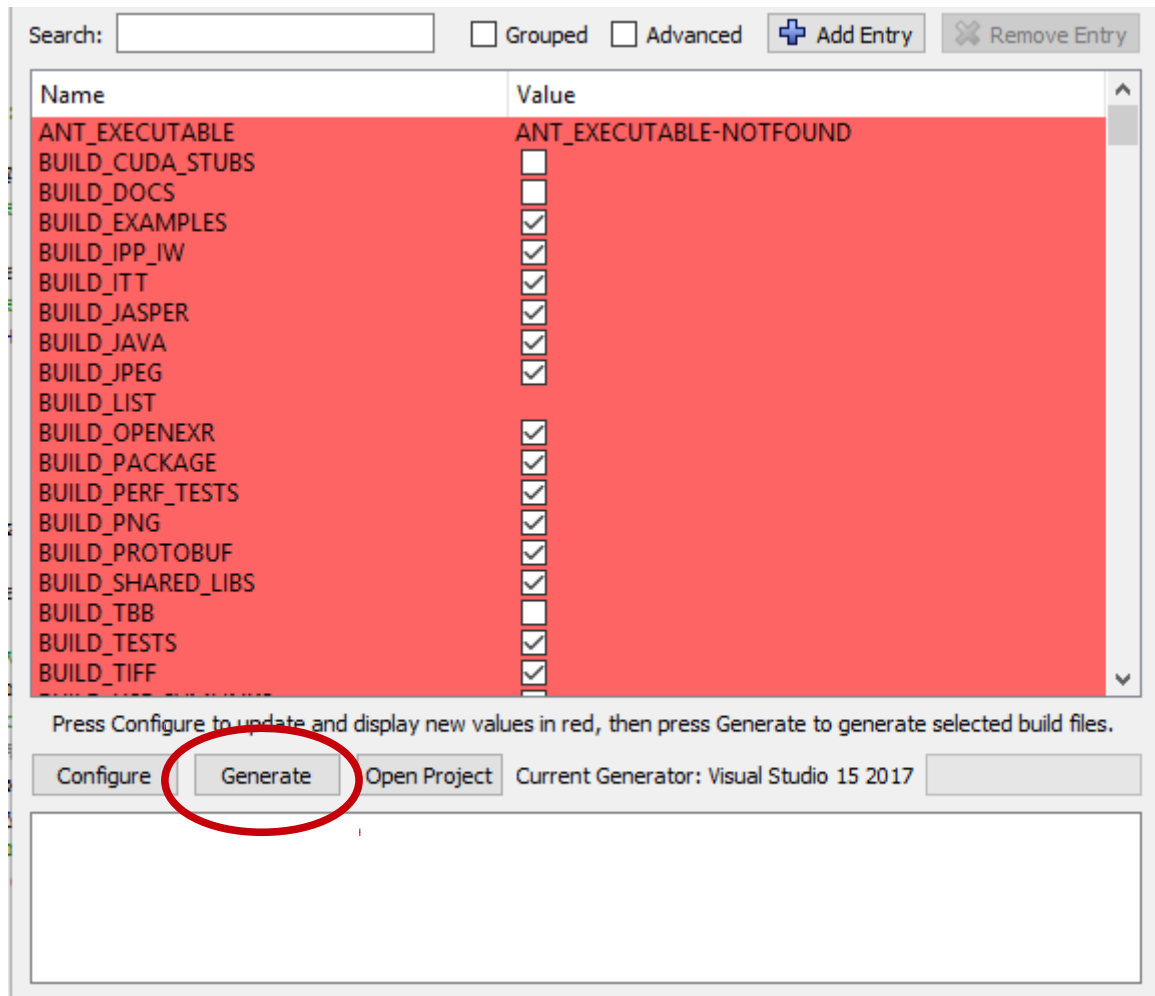 Search: Grouped Advanced Add Entry Remove Entry
Name Value
ANT_EXECUTABLE ANT_EXECUTABLE-NOTFOUND
BUILD_CUDA_STUBS
BUILD_DOCS
BUILD_EXAMPLES
BUILD_IPP_IW
BUILD_ITT
BUILD_JASPER
BUILD_JAVA
BUILD_JPEG
BUILD_LIST
BUILD_OPENEXR
BUILD_PACKAGE
BUILD_PERF_TESTS
BUILD_PNG
BUILD_PROTOBUF
BUILD_SHARED_LIBS
BUILD_TBB
BUILD_TESTS
BUILD_TIFF
Press Configure to update and display new values in red, then press Generate to generate selected build files.
Configure Generate Open Project Current Generator: Visual Studio 15 2017